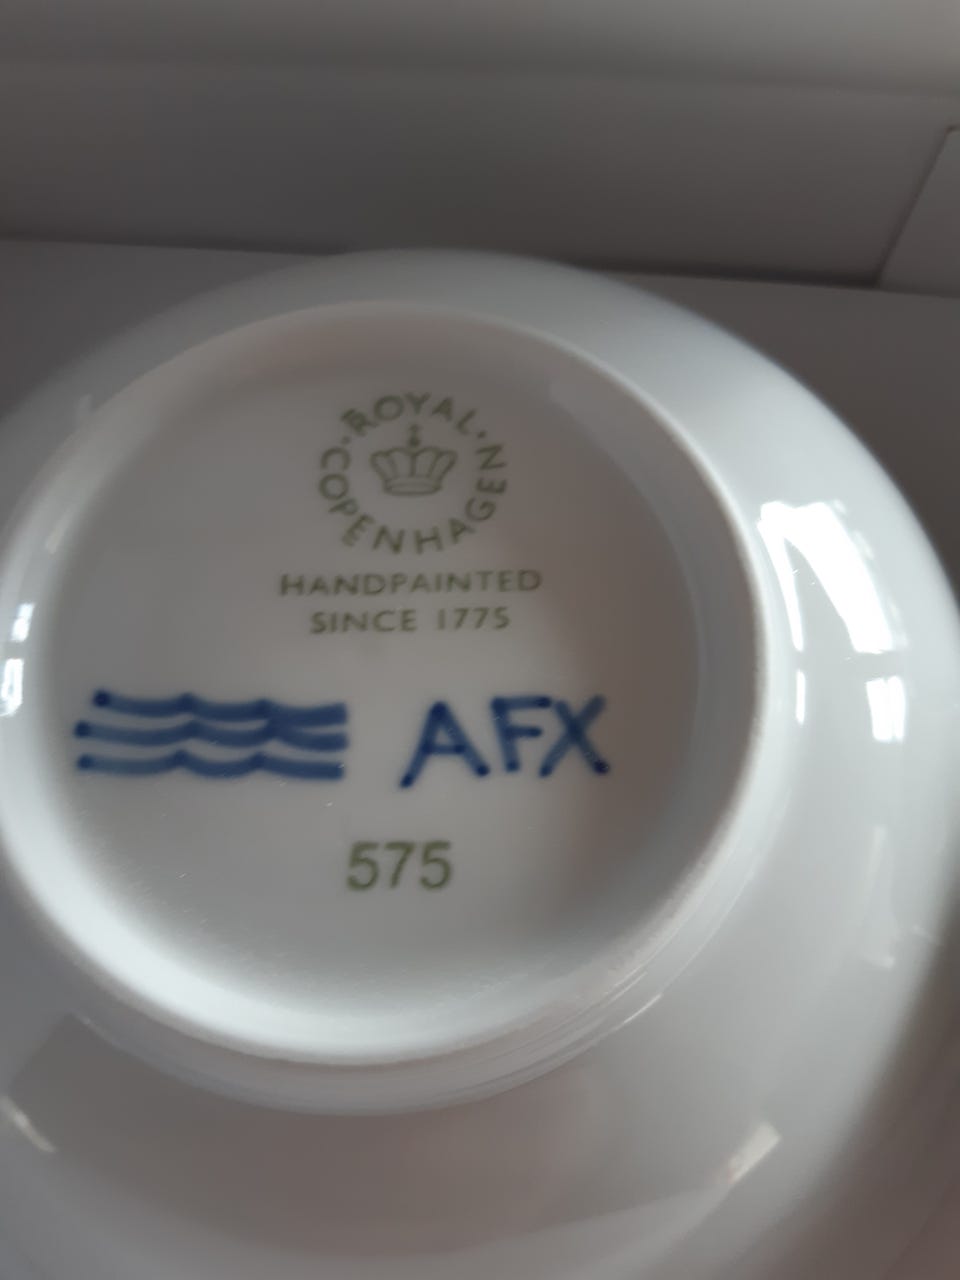 ROYAL
COPENHAGEN
HANDPAINTED
SINCE 1775
AFX
575